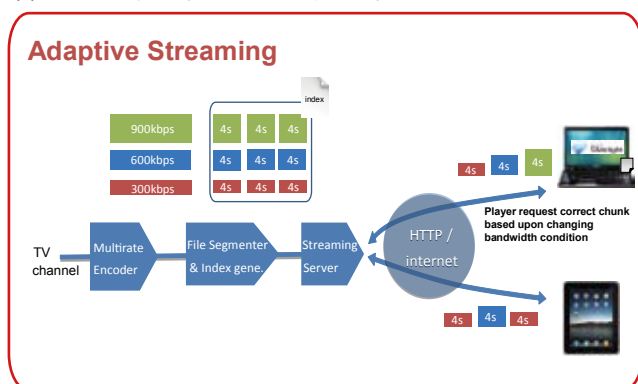 Adaptive Streaming
index
900kbps
4s 4s 4s
600kbps
4s 4s 4s
300kbps
4s 4s 4s
4s 4s 4s
Player request correct chunk
based upon changing
bandwidth condition
TV
channel
Multirate
Encoder
File Segmenter
& Index gene.
Streaming
Server
HTTP /
internet
4s 4s 4s